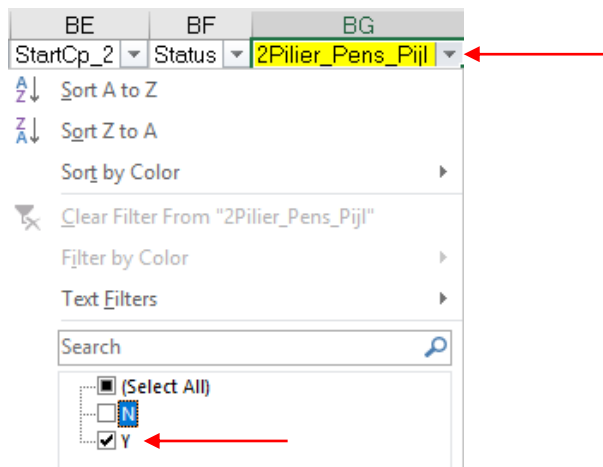 BE BF BG
StartCp_2 Status 2Pilier_Pens_Pijl
Sort A to Z
Sort Z to A
Sort by Color
Clear Filter From "2Pilier_Pens_Pijl"
Filter by Color
Text Filters
Search
(Select All)
N
Y